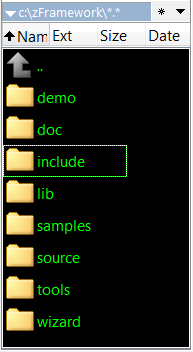 c:\zFramework\*.* * ▾
Nam Ext Size Date
..
demo
doc
include
lib
samples
source
tools
wizard